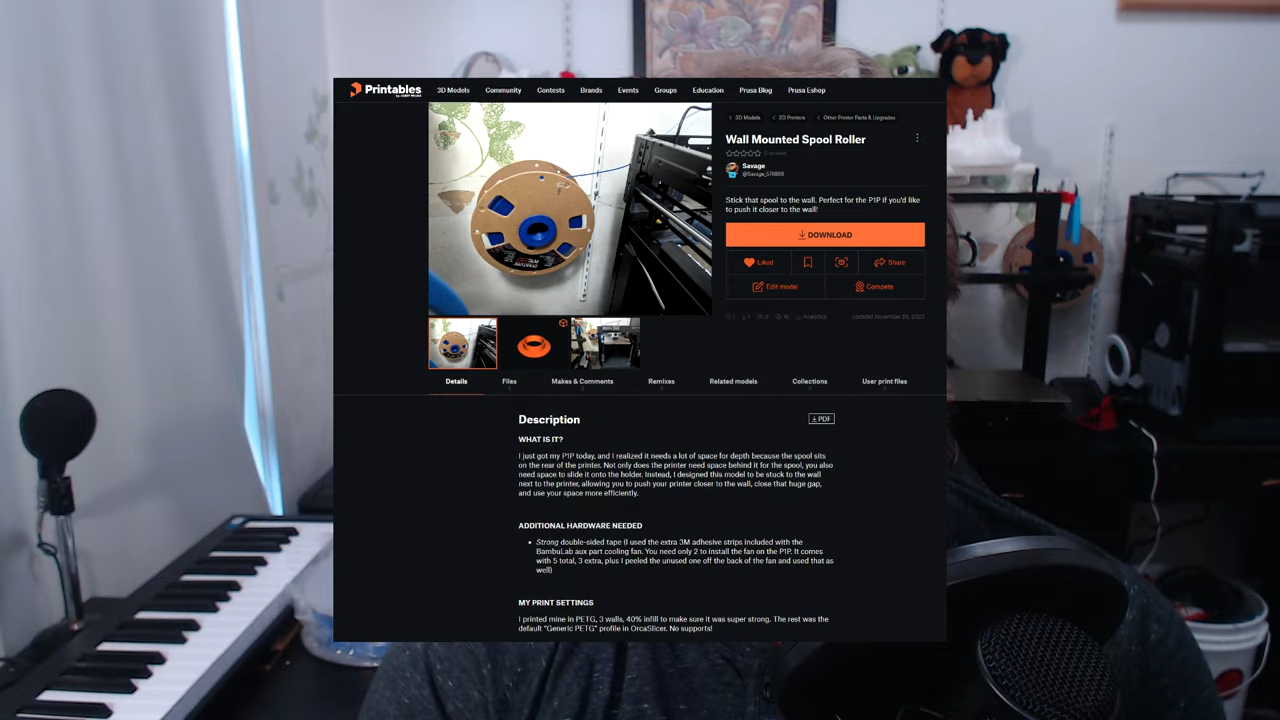 Printables
by JOSEF PRUSA
3D Models Community Contests Brands Events Groups Education Prusa Blog Prusa Eshop
3D Models 3D Printers Other Printer Parts & Upgrades
Wall Mounted Spool Roller
0 reviews
Savage
@Savage_576880
Stick that spool to the wall. Perfect for the P1P if you'd like
to push it closer to the wall!
DOWNLOAD
Liked Share
Edit model Compete
Analytics updated November 20, 2023
Details Files Makes & Comments Remixes Related models Collections User print files
Description PDF
WHAT IS IT?
I just got my P1P today, and I realized it needs a lot of space for depth because the spool sits
on the rear of the printer. Not only does the printer need space behind it for the spool, you also
need space to slide it onto the holder. Instead, I designed this model to be stuck to the wall
next to the printer, allowing you to push your printer closer to the wall, close that huge gap,
and use your space more efficiently.
ADDITIONAL HARDWARE NEEDED
• Strong double-sided tape (I used the extra 3M adhesive strips included with the
BambuLab aux part cooling fan. You need only 2 to install the fan on the P1P. It comes
with 5 total, 3 extra, plus I peeled the unused one off the back of the fan and used that as
well)
MY PRINT SETTINGS
I printed mine in PETG, 3 walls, 40% infill to make sure it was super strong. The rest was the
default "Generic PETG" profile in OrcaSlicer. No supports!